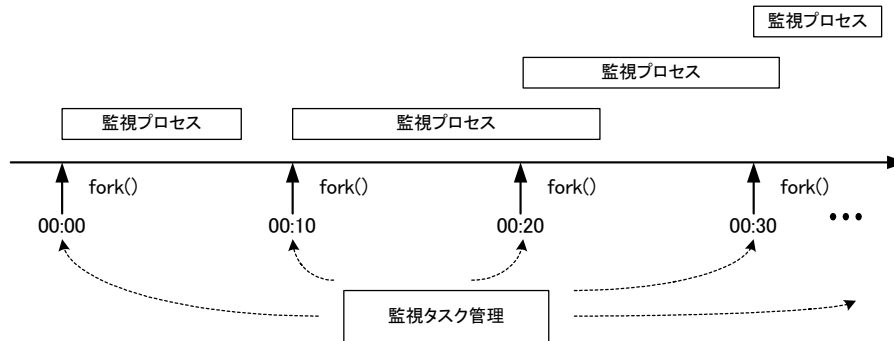 監視プロセス
監視プロセス
監視プロセス
監視プロセス
fork()
fork()
fork()
fork()
00:00
00:10
00:20
00:30
•••
監視タスク管理